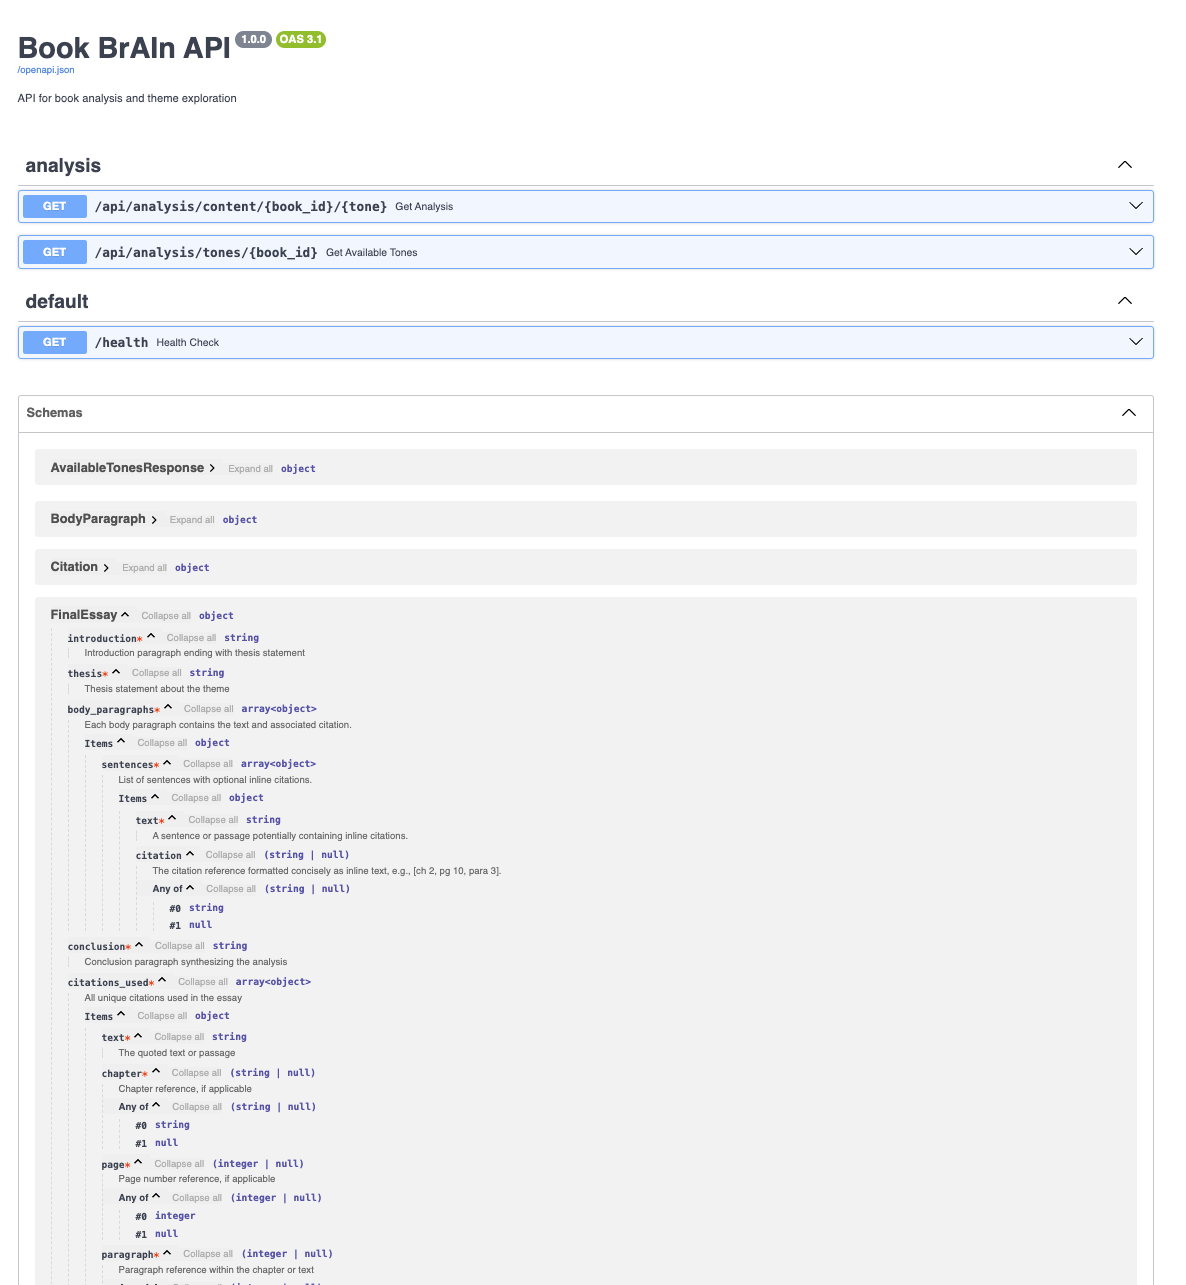 Book BrAIn API 1.0.0 OAS 3.1
/openapi.json
API for book analysis and theme exploration
analysis
GET /api/analysis/content/{book_id}/{tone} Get Analysis
GET /api/analysis/tones/{book_id} Get Available Tones
default
GET /health Health Check
Schemas
AvailableTonesResponse Expand all object
BodyParagraph Expand all object
Citation Expand all object
FinalEssay Collapse all object
introduction* Collapse all string
Introduction paragraph ending with thesis statement
thesis* Collapse all string
Thesis statement about the theme
body_paragraphs* Collapse all array<object>
Each body paragraph contains the text and associated citation.
Items Collapse all object
sentences* Collapse all array<object>
List of sentences with optional inline citations.
Items Collapse all object
text* Collapse all string
A sentence or passage potentially containing inline citations.
citation Collapse all (string | null)
The citation reference formatted concisely as inline text, e.g., [ch 2, pg 10, para 3].
Any of Collapse all (string | null)
#0 string
#1 null
conclusion* Collapse all string
Conclusion paragraph synthesizing the analysis
citations_used* Collapse all array<object>
All unique citations used in the essay
Items Collapse all object
text* Collapse all string
The quoted text or passage
chapter* Collapse all (string | null)
Chapter reference, if applicable
Any of Collapse all (string | null)
#0 string
#1 null
page* Collapse all (integer | null)
Page number reference, if applicable
Any of Collapse all (integer | null)
#0 integer
#1 null
paragraph* Collapse all (integer | null)
Paragraph reference within the chapter or text